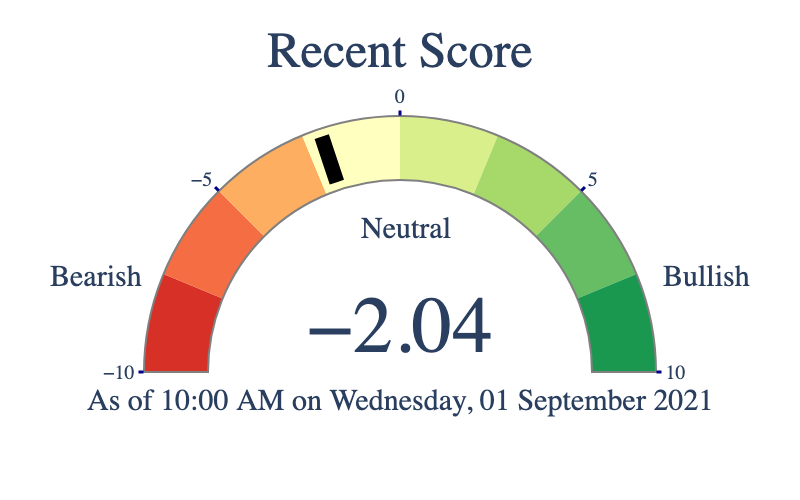 Recent Score
0
−5
5
Neutral
Bearish
Bullish
−2.04
−10
10
As of 10:00 AM on Wednesday, 01 September 2021